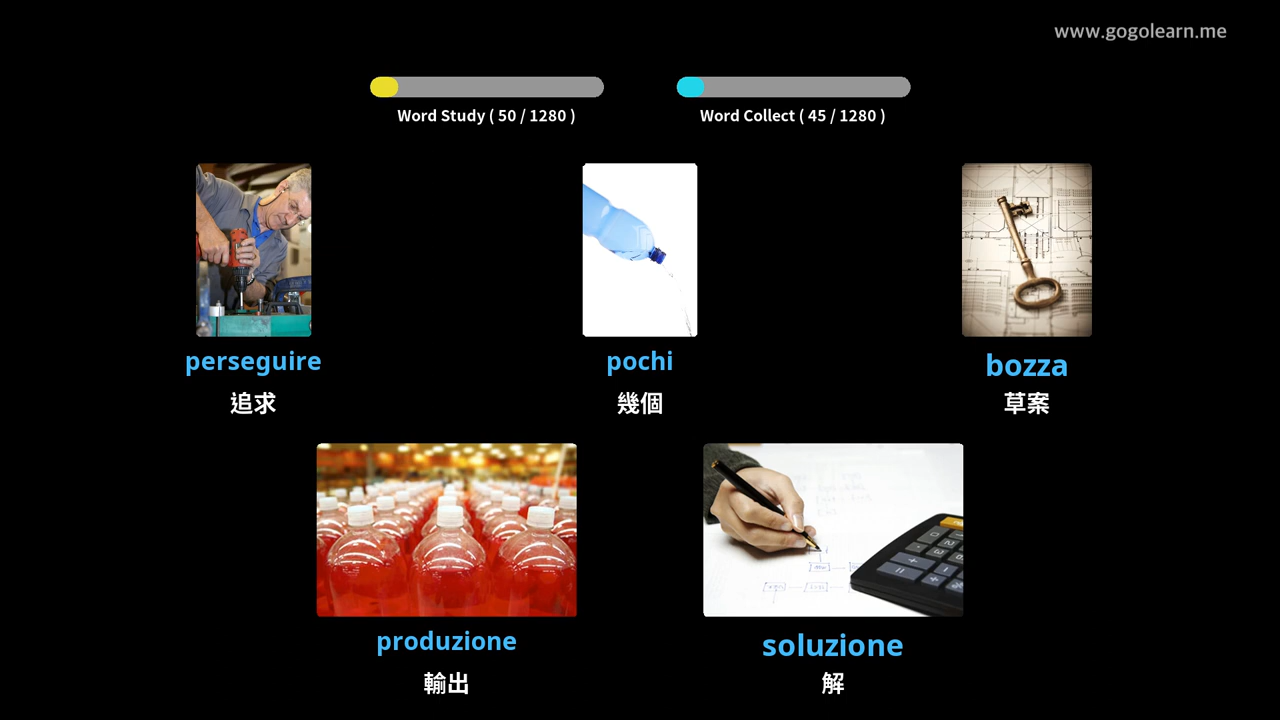 www.gogolearn.me
Word Study ( 50 / 1280 )
Word Collect ( 45 / 1280 )
perseguire
追求
pochi
幾個
bozza
草案
produzione
輸出
soluzione
解